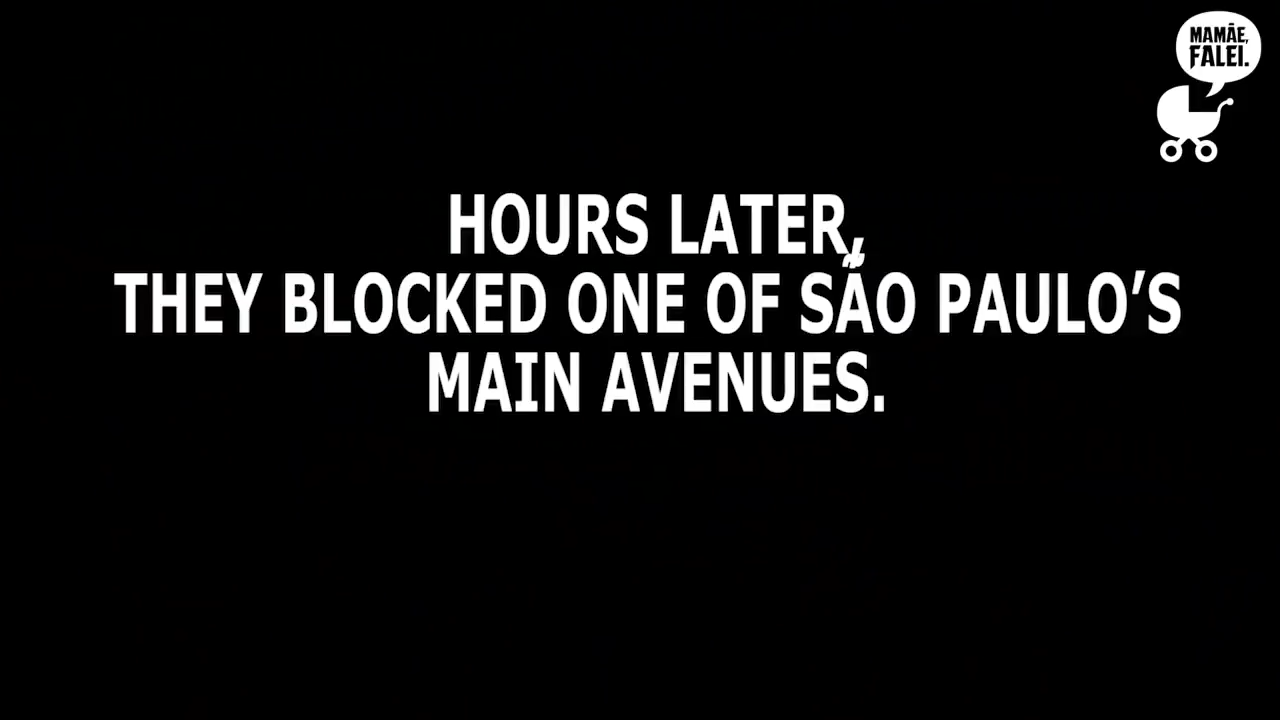 MAMÃE,
FALEI.
HOURS LATER,
THEY BLOCKED ONE OF SÃO PAULO’S
MAIN AVENUES.